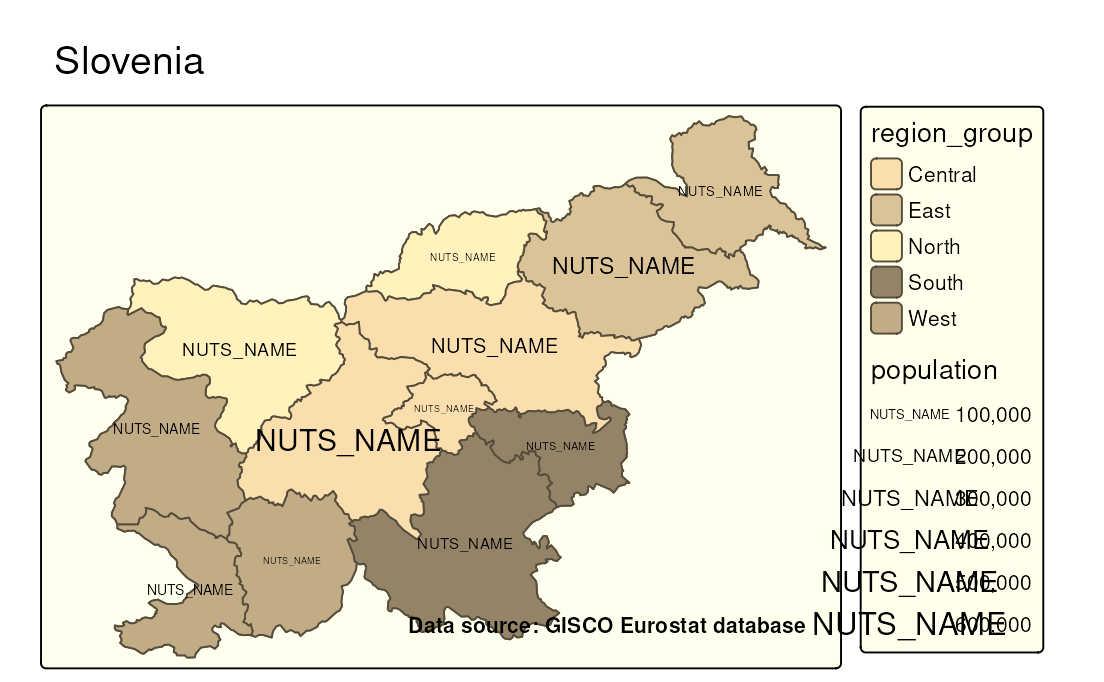 Slovenia
NUTS_NAME
NUTS_NAME
NUTS_NAME
NUTS_NAME
NUTS_NAME
NUTS_NAME
NUTS_NAME
NUTS_NAME
NUTS_NAME
NUTS_NAME
NUTS_NAME
NUTS_NAME
Data source: GISCO Eurostat database
region_group
Central
East
North
South
West
population
NUTS_NAME 100,000
NUTS_NAME 200,000
NUTS_NAME 300,000
NUTS_NAME 400,000
NUTS_NAME 500,000
NUTS_NAME 600,000